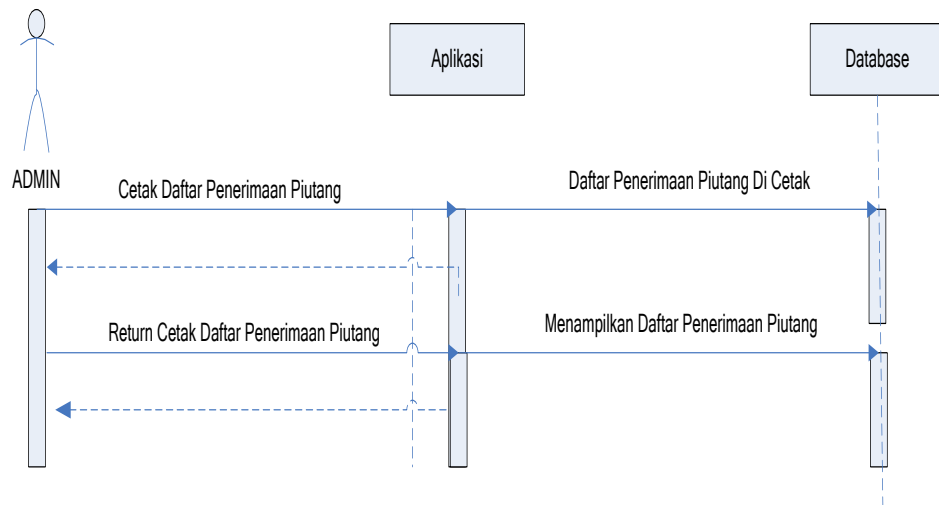 Aplikasi
Database
ADMIN
Cetak Daftar Penerimaan Piutang
Daftar Penerimaan Piutang Di Cetak
Return Cetak Daftar Penerimaan Piutang
Menampilkan Daftar Penerimaan Piutang